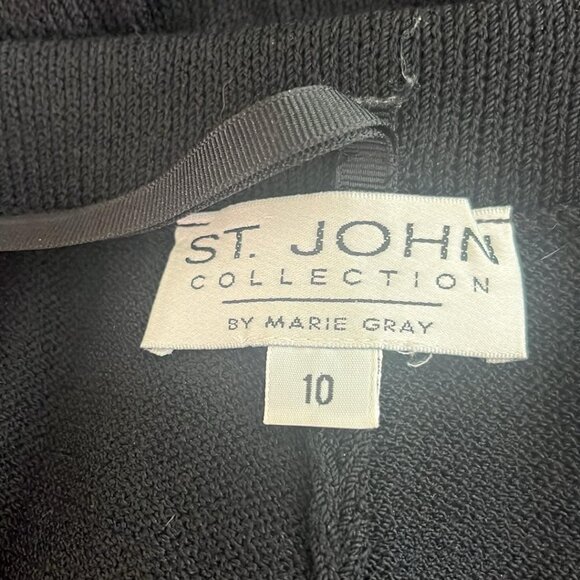 ST. JOHN
COLLECTION
BY MARIE GRAY
10